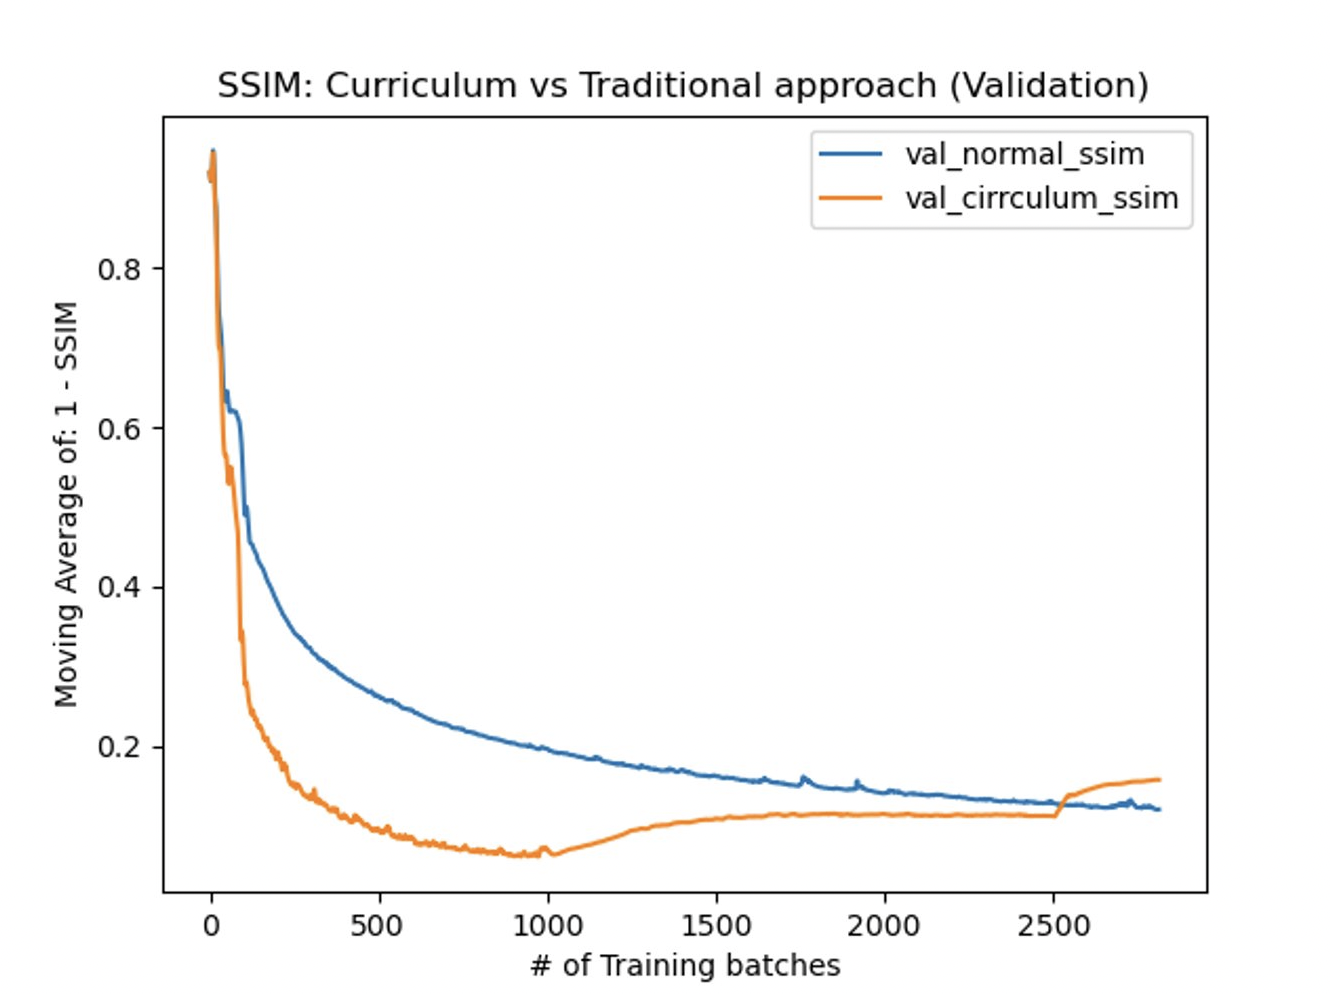 SSIM: Curriculum vs Traditional approach (Validation)
val_normal_ssim
val_cirrculum_ssim
Moving Average of: 1 - SSIM
0.8
0.6
0.4
0.2
0 500 1000 1500 2000 2500
# of Training batches